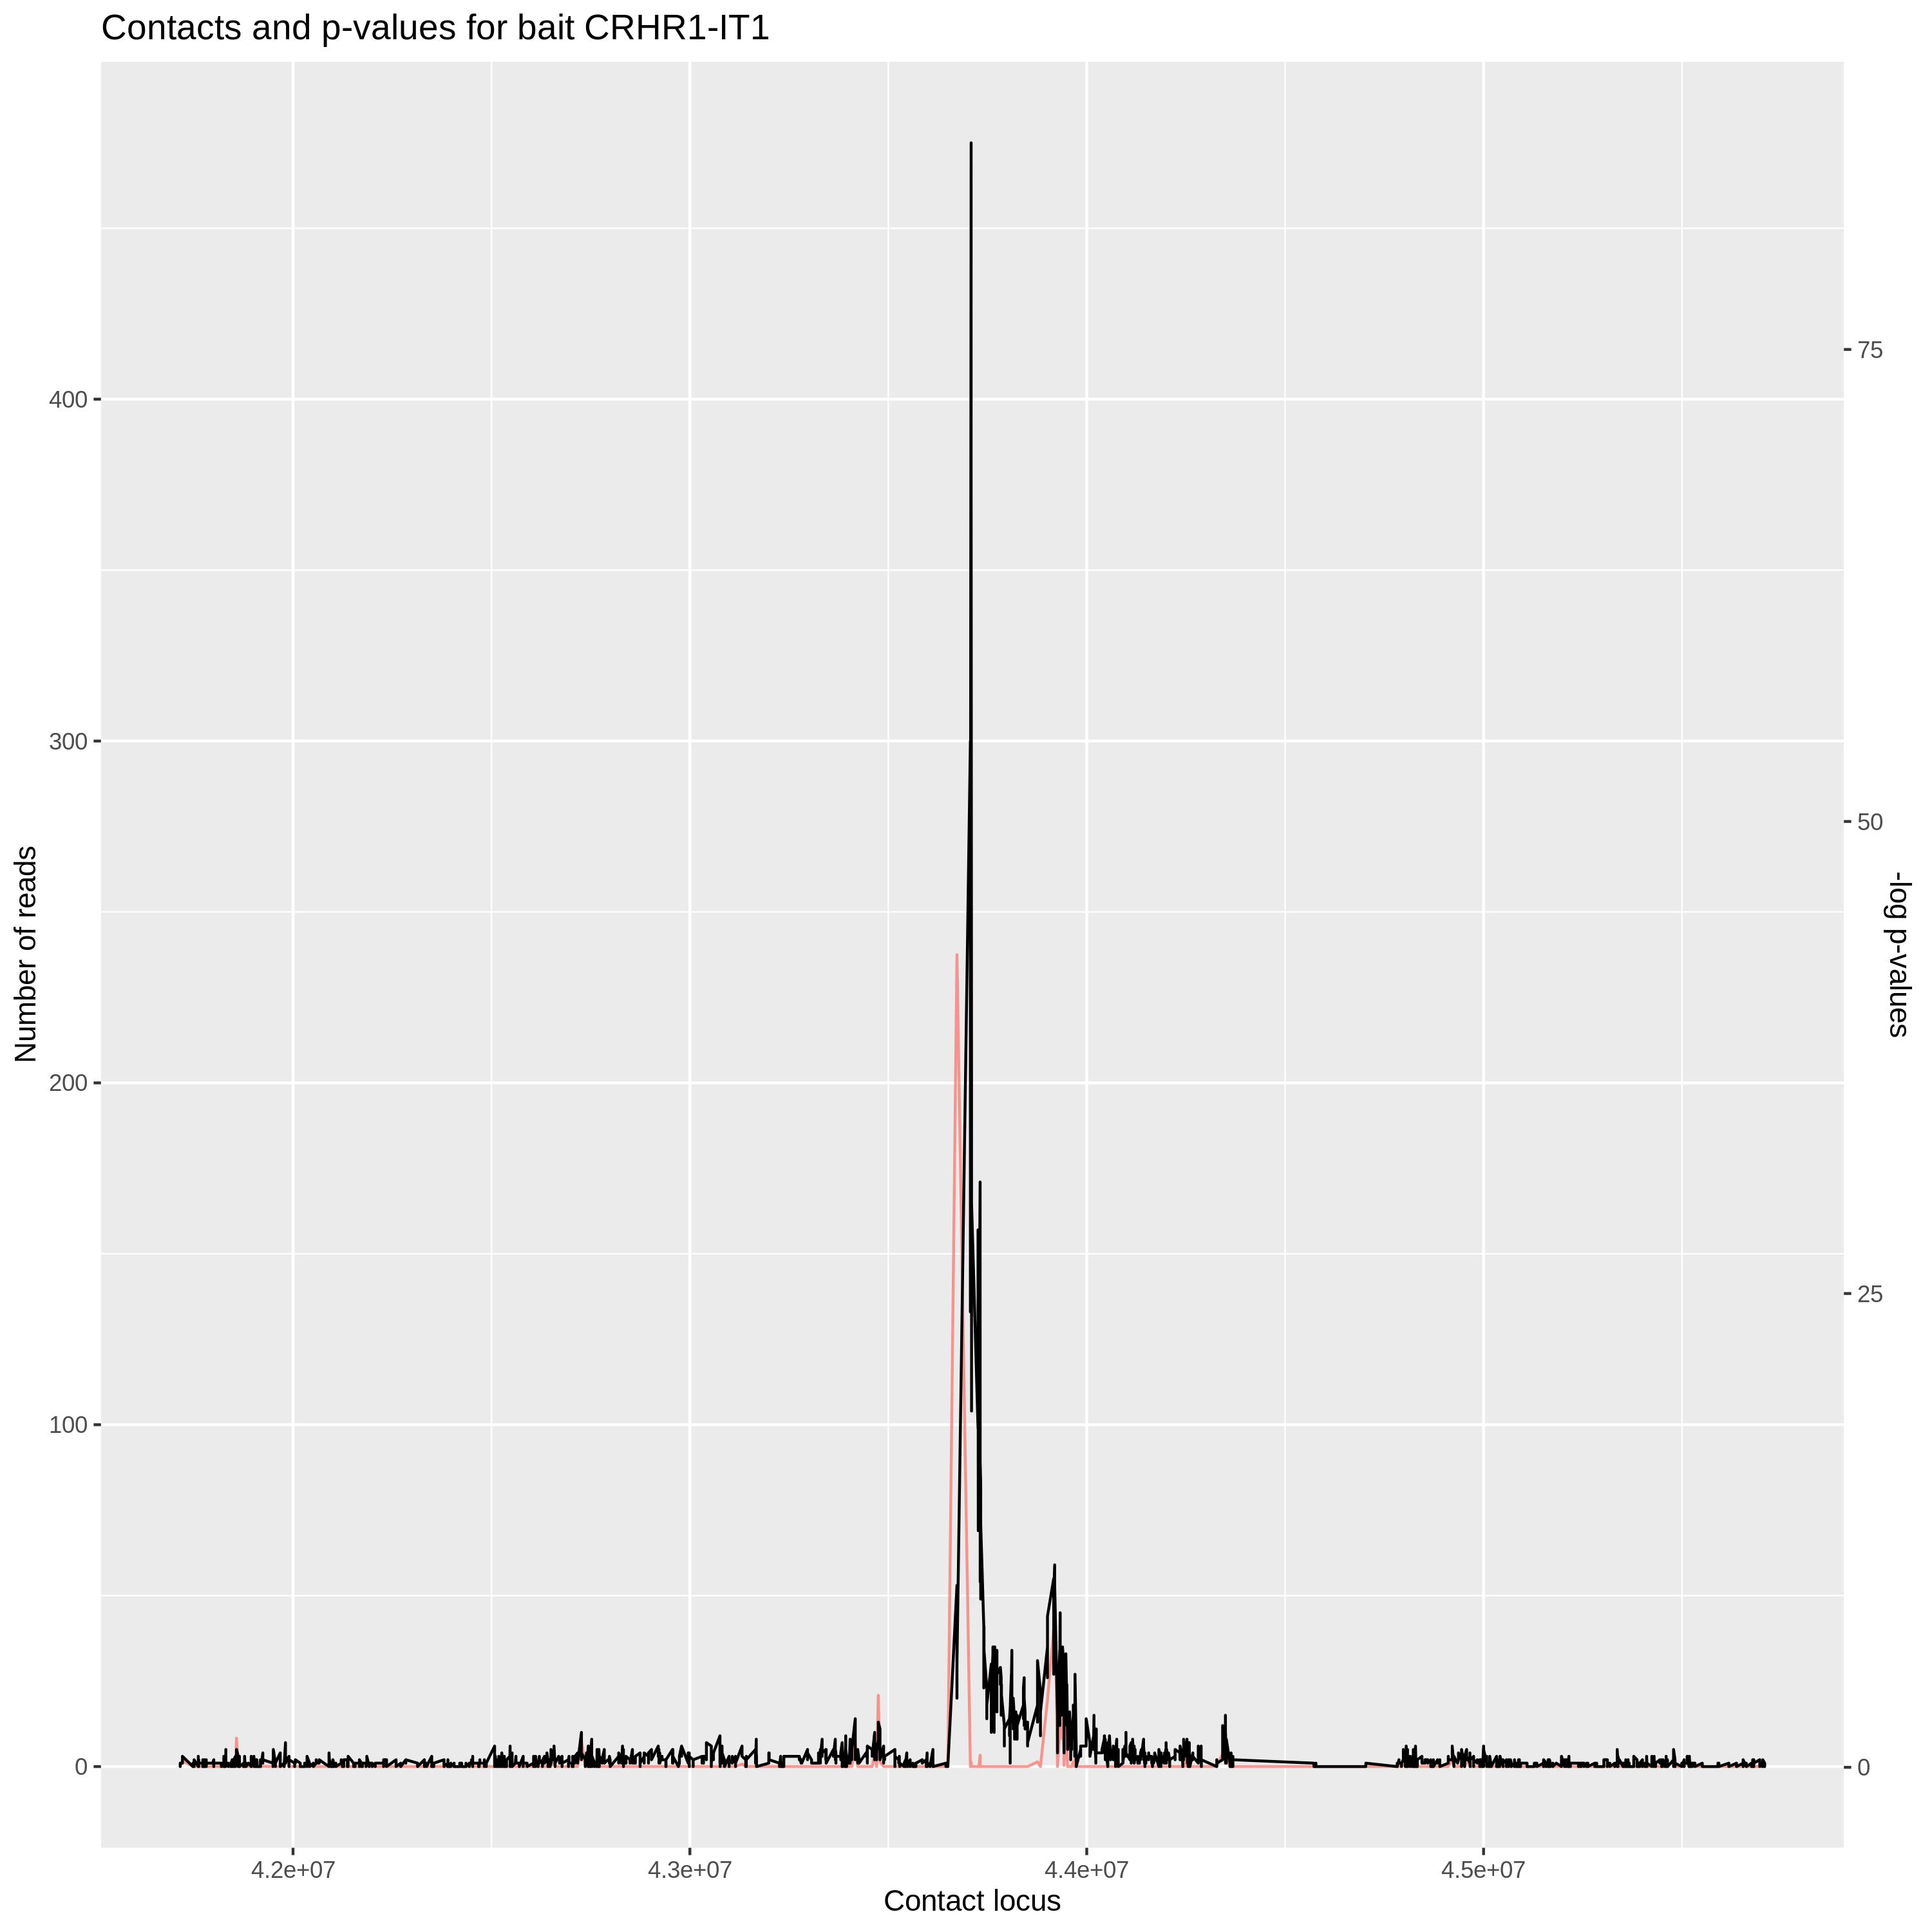 Contacts and p-values for bait CRHR1-IT1
Number of reads
400
300
200
100
0
75
50
25
0
-log p-values
4.2e+07
4.3e+07
4.4e+07
4.5e+07
Contact locus